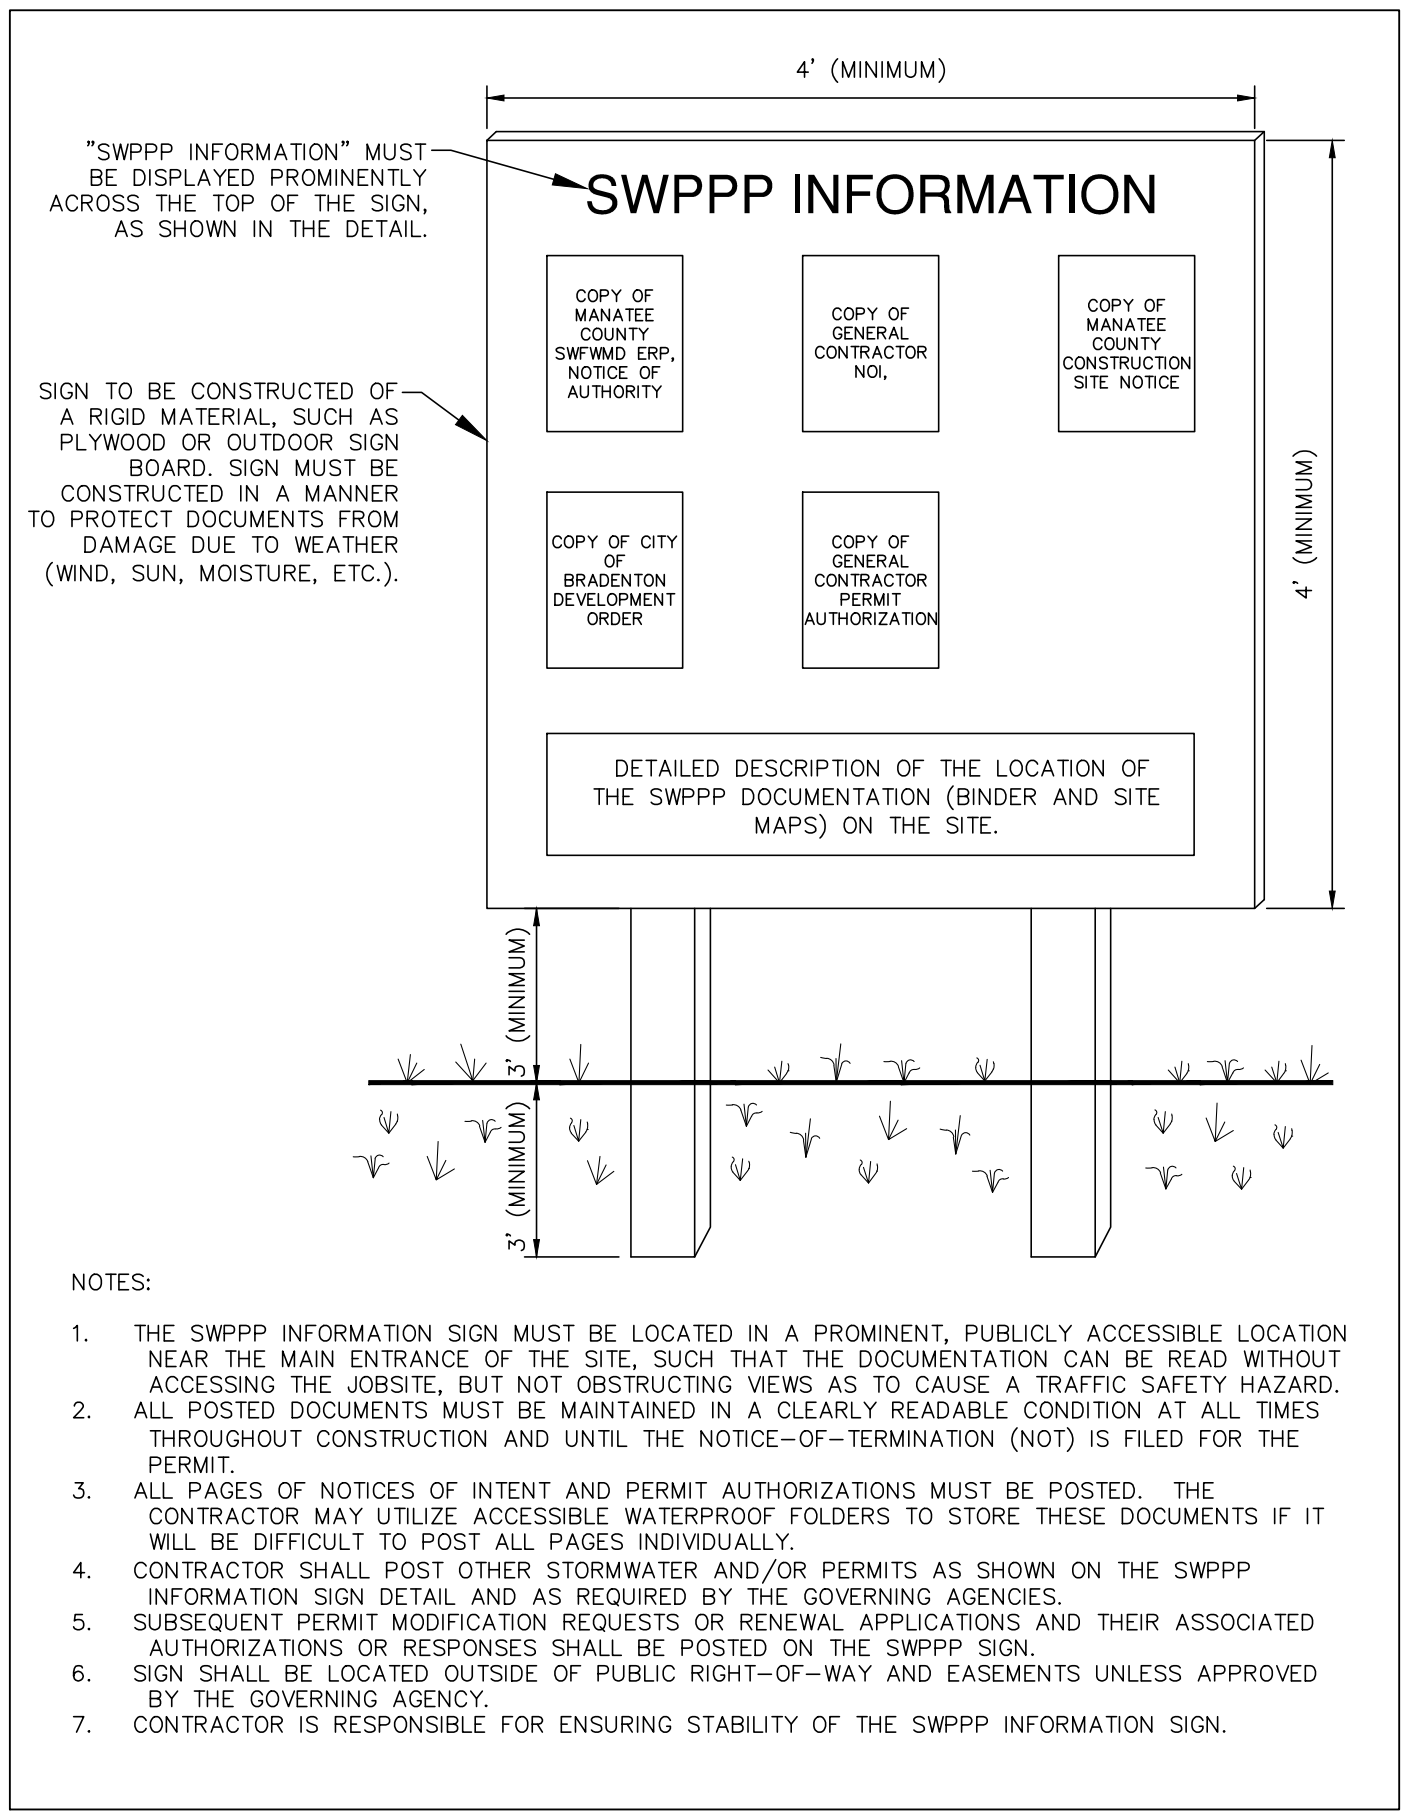 4' (MINIMUM)
"SWPPP INFORMATION" MUST
BE DISPLAYED PROMINENTLY
ACROSS THE TOP OF THE SIGN,
AS SHOWN IN THE DETAIL.
SWPPP INFORMATION
COPY OF
MANATEE
COUNTY
SWFWMD ERP,
NOTICE OF
AUTHORITY
COPY OF
GENERAL
CONTRACTOR
NOI,
COPY OF
MANATEE
COUNTY
CONSTRUCTION
SITE NOTICE
SIGN TO BE CONSTRUCTED OF
A RIGID MATERIAL, SUCH AS
PLYWOOD OR OUTDOOR SIGN
BOARD. SIGN MUST BE
CONSTRUCTED IN A MANNER
TO PROTECT DOCUMENTS FROM
DAMAGE DUE TO WEATHER
(WIND, SUN, MOISTURE, ETC.).
4' (MINIMUM)
COPY OF CITY
OF
BRADENTON
DEVELOPMENT
ORDER
COPY OF
GENERAL
CONTRACTOR
PERMIT
AUTHORIZATION
DETAILED DESCRIPTION OF THE LOCATION OF
THE SWPPP DOCUMENTATION (BINDER AND SITE
MAPS) ON THE SITE.
3' (MINIMUM)
3' (MINIMUM)
NOTES:
1. THE SWPPP INFORMATION SIGN MUST BE LOCATED IN A PROMINENT, PUBLICLY ACCESSIBLE LOCATION
NEAR THE MAIN ENTRANCE OF THE SITE, SUCH THAT THE DOCUMENTATION CAN BE READ WITHOUT
ACCESSING THE JOBSITE, BUT NOT OBSTRUCTING VIEWS AS TO CAUSE A TRAFFIC SAFETY HAZARD.
2. ALL POSTED DOCUMENTS MUST BE MAINTAINED IN A CLEARLY READABLE CONDITION AT ALL TIMES
THROUGHOUT CONSTRUCTION AND UNTIL THE NOTICE-OF-TERMINATION (NOT) IS FILED FOR THE
PERMIT.
3. ALL PAGES OF NOTICES OF INTENT AND PERMIT AUTHORIZATIONS MUST BE POSTED. THE
CONTRACTOR MAY UTILIZE ACCESSIBLE WATERPROOF FOLDERS TO STORE THESE DOCUMENTS IF IT
WILL BE DIFFICULT TO POST ALL PAGES INDIVIDUALLY.
4. CONTRACTOR SHALL POST OTHER STORMWATER AND/OR PERMITS AS SHOWN ON THE SWPPP
INFORMATION SIGN DETAIL AND AS REQUIRED BY THE GOVERNING AGENCIES.
5. SUBSEQUENT PERMIT MODIFICATION REQUESTS OR RENEWAL APPLICATIONS AND THEIR ASSOCIATED
AUTHORIZATIONS OR RESPONSES SHALL BE POSTED ON THE SWPPP SIGN.
6. SIGN SHALL BE LOCATED OUTSIDE OF PUBLIC RIGHT-OF-WAY AND EASEMENTS UNLESS APPROVED
BY THE GOVERNING AGENCY.
7. CONTRACTOR IS RESPONSIBLE FOR ENSURING STABILITY OF THE SWPPP INFORMATION SIGN.